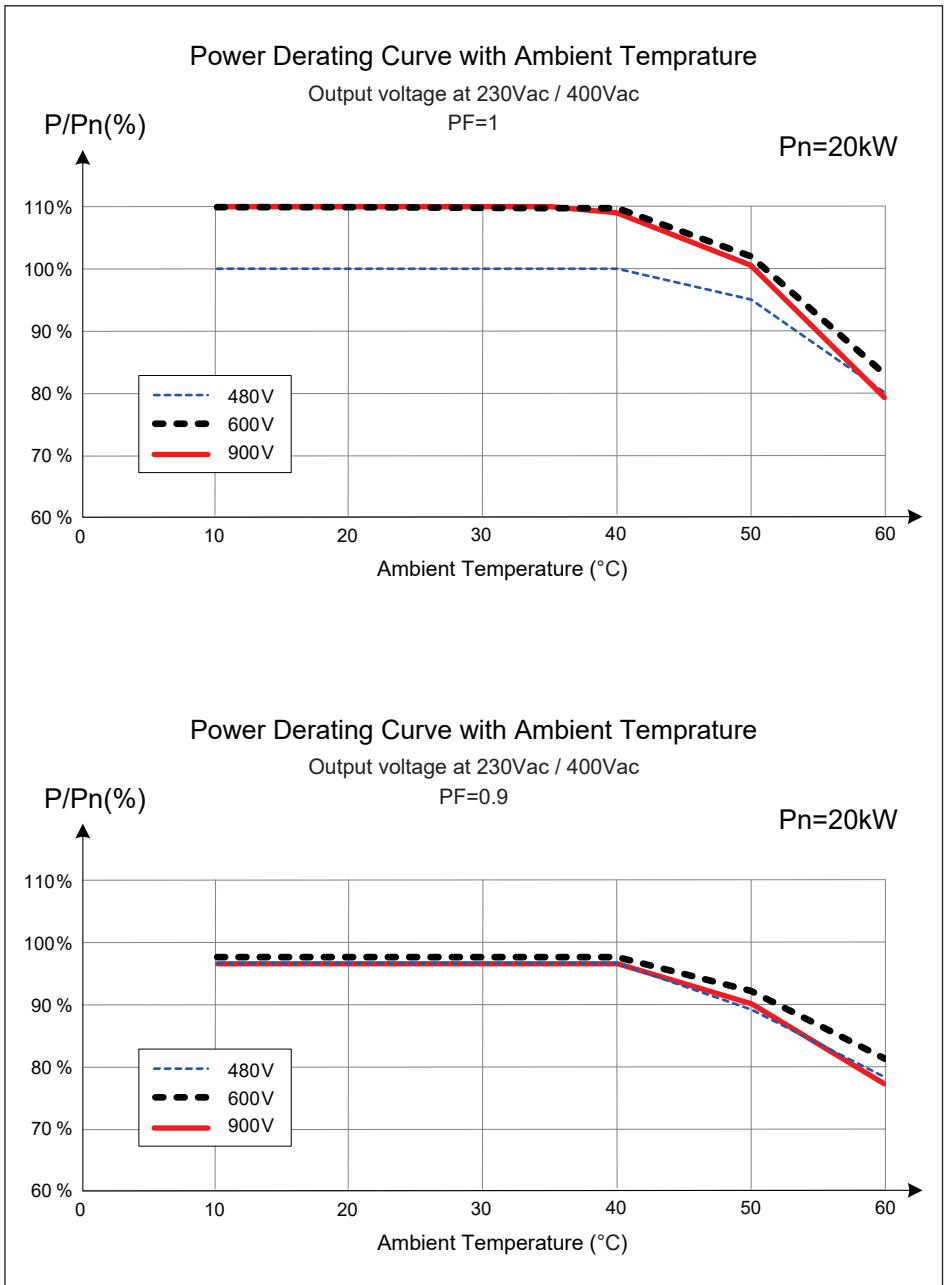 Power Derating Curve with Ambient Temprature
Output voltage at 230Vac / 400Vac
PF=1
P/Pn(%)
Pn=20kW
110%
100%
90 %
80 %
70 %
60 %
480V
600V
900V
0 10 20 30 40 50 60
Ambient Temperature (°C)
Power Derating Curve with Ambient Temprature
Output voltage at 230Vac / 400Vac
PF=0.9
P/Pn(%)
Pn=20kW
110%
100%
90 %
80 %
70 %
60 %
480V
600V
900V
0 10 20 30 40 50 60
Ambient Temperature (°C)